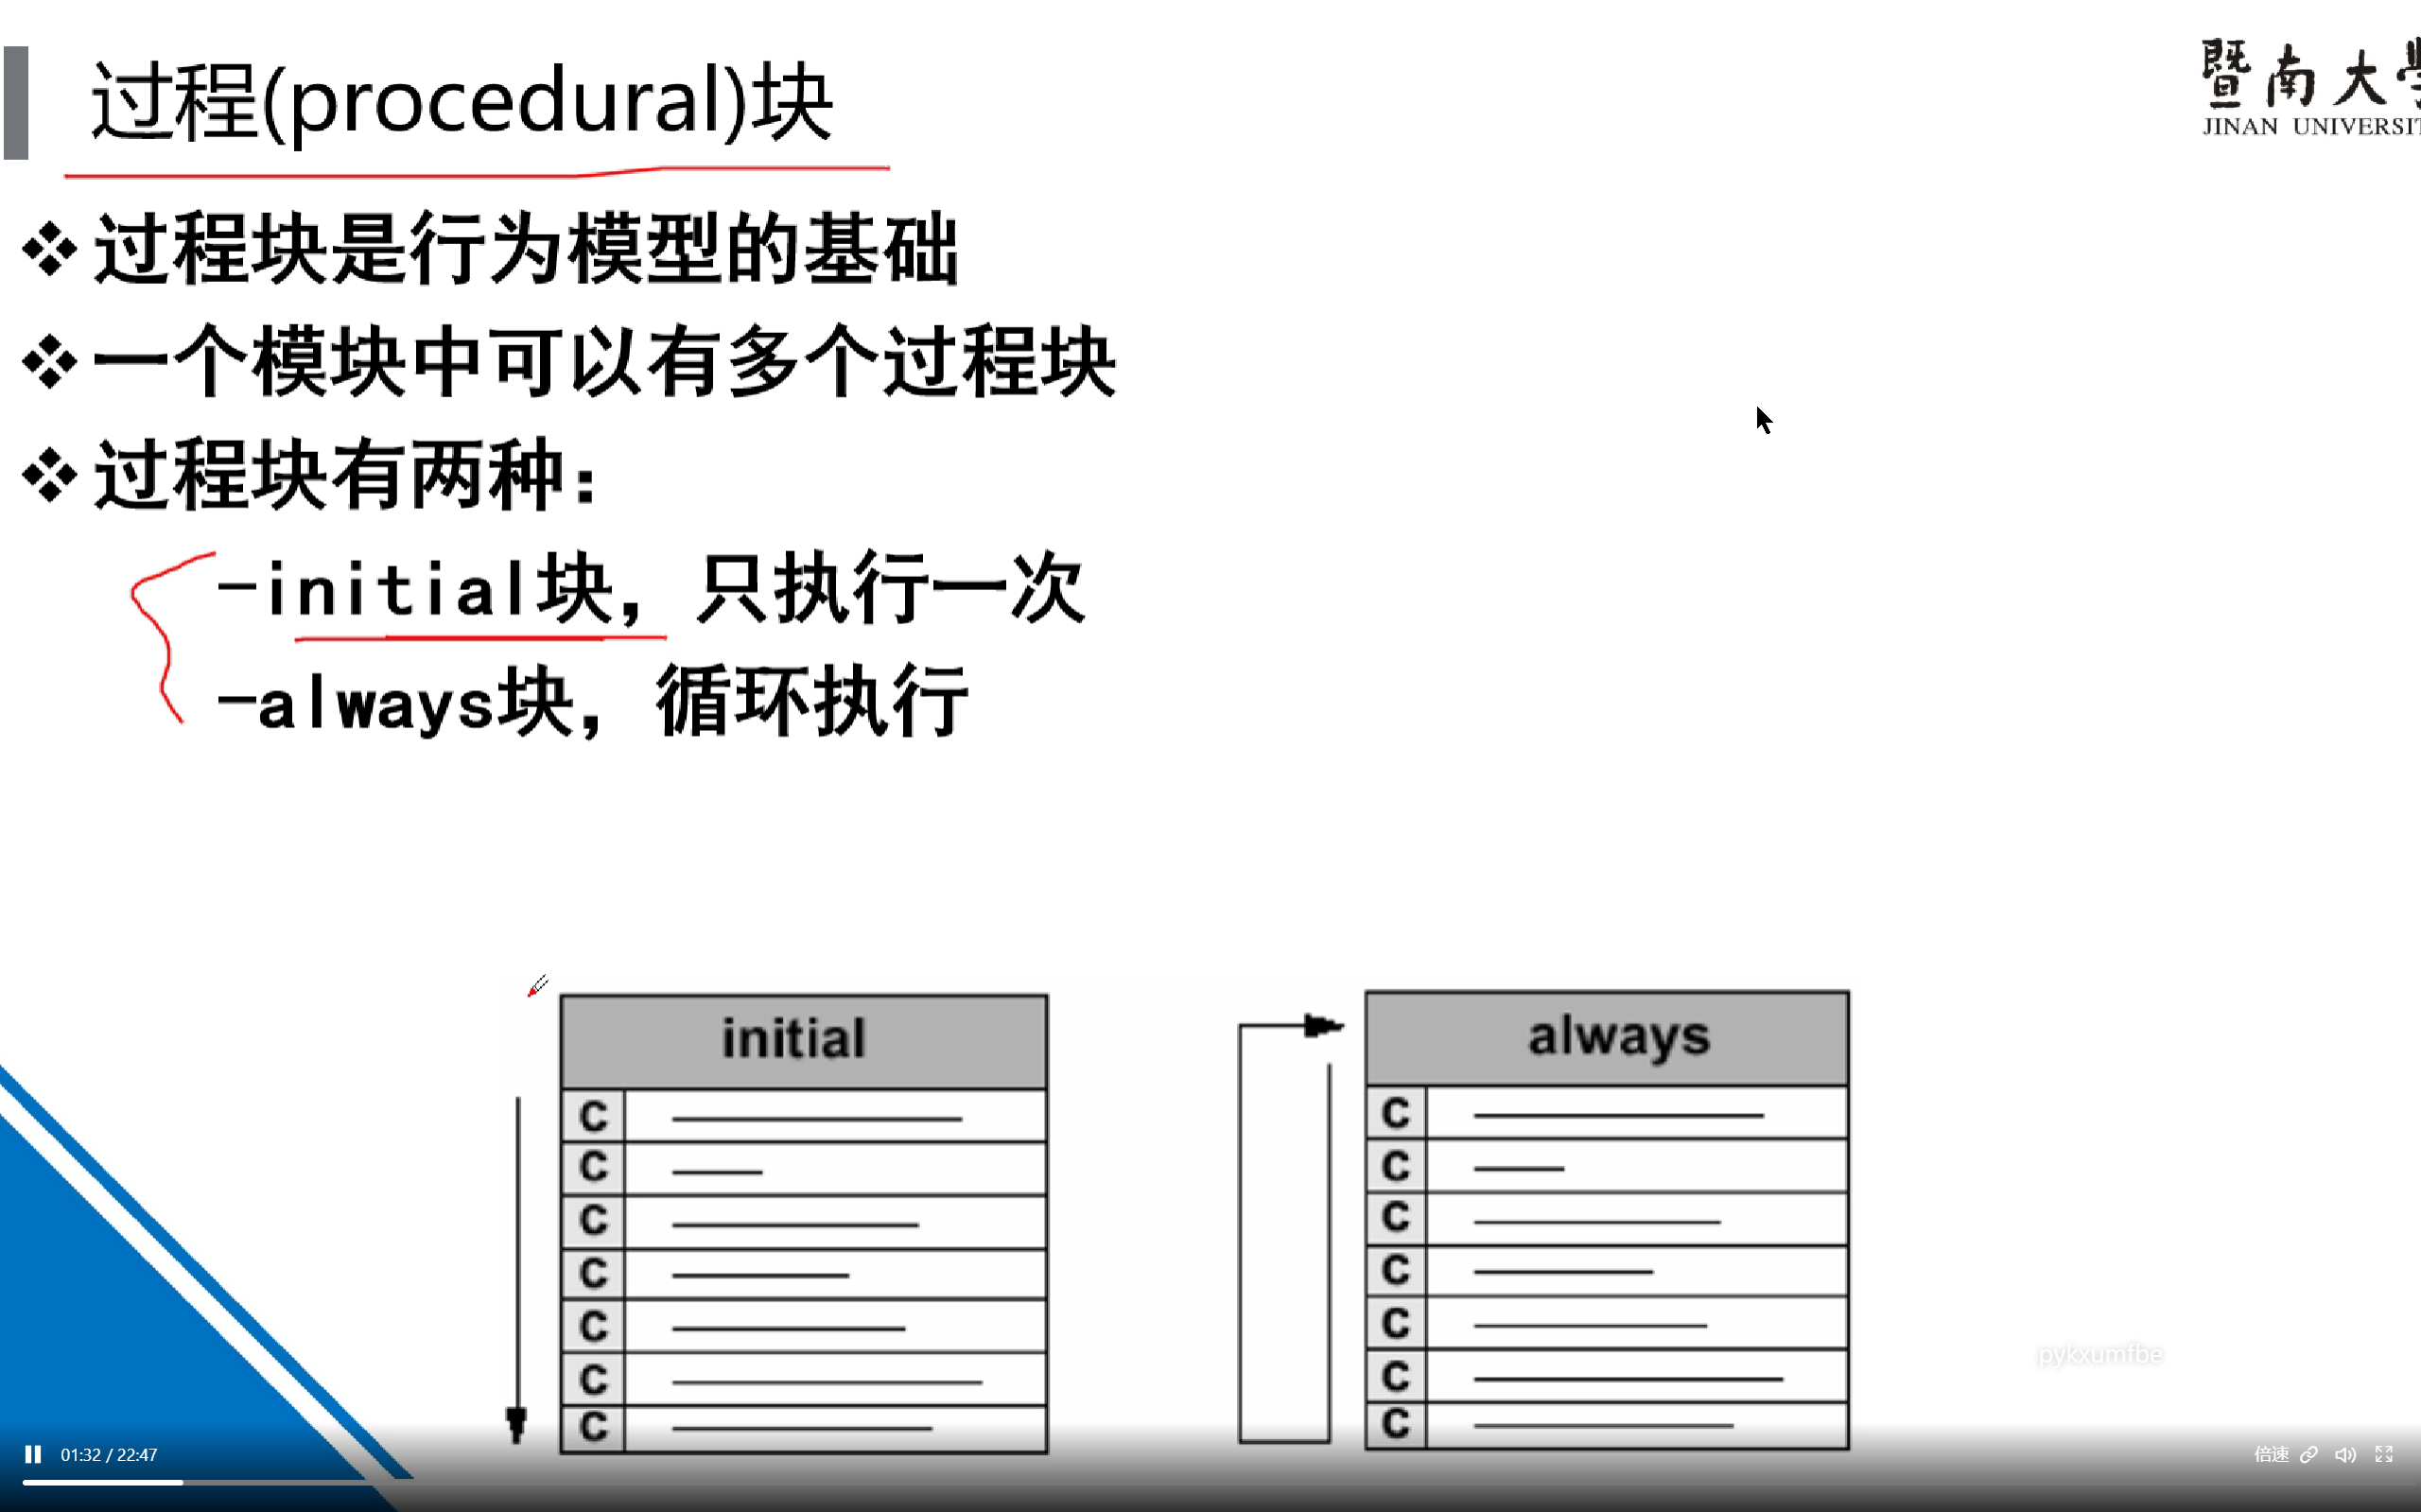 过程(procedural)块
暨南大學
JINAN UNIVERSIT
过程块是行为模型的基础
一个模块中可以有多个过程块
过程块有两种：
-initial块，只执行一次
-always块，循环执行
initial
C
C
C
C
C
C
C
always
C
C
C
C
C
C
C
pykxumfbe
01:32 / 22:47
倍速